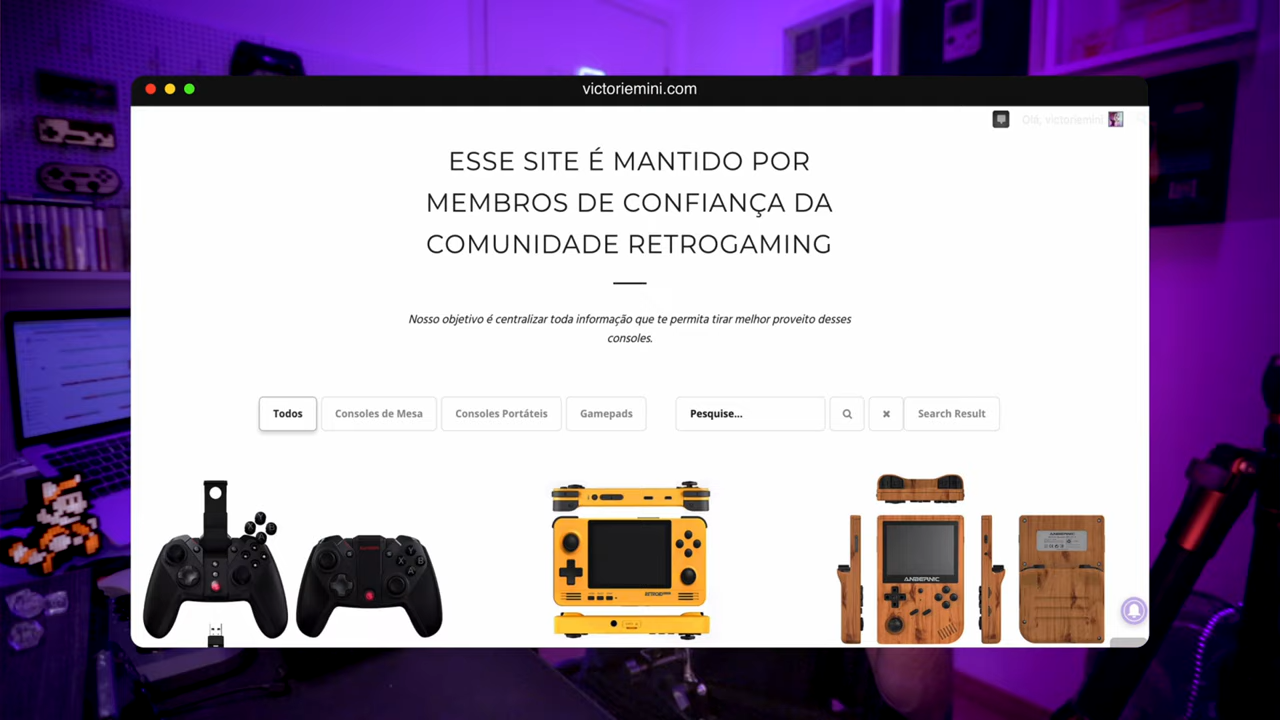 victoriemini.com
Olá, victoriemini
ESSE SITE É MANTIDO POR
MEMBROS DE CONFIANÇA DA
COMUNIDADE RETROGAMING
Nosso objetivo é centralizar toda informação que te permita tirar melhor proveito desses
consoles.
Todos
Consoles de Mesa
Consoles Portáteis
Gamepads
Pesquise...
Search Result
ANBERNIC